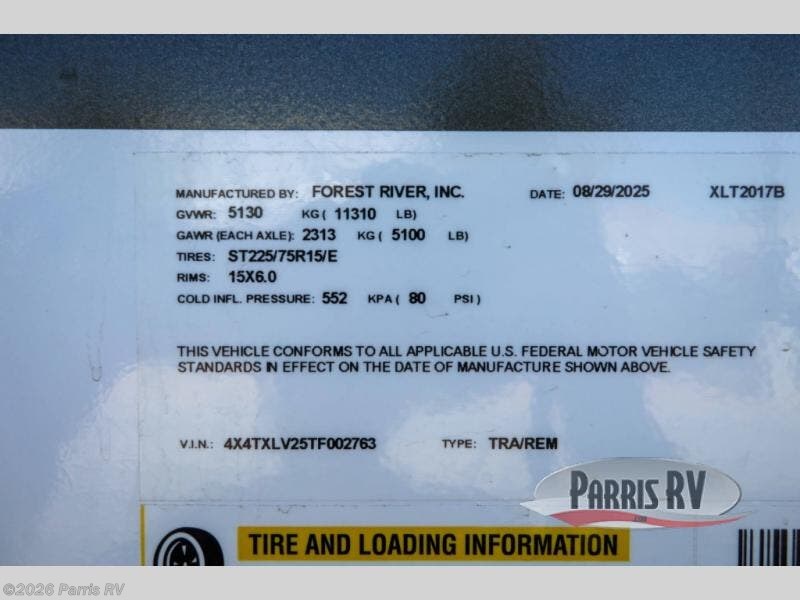 MANUFACTURED BY: FOREST RIVER, INC. DATE: 08/29/2025 XLT2017B
GVWR: 5130 KG ( 11310 LB)
GAWR (EACH AXLE): 2313 KG ( 5100 LB)
TIRES: ST225/75R15/E
RIMS: 15X6.0
COLD INFL. PRESSURE: 552 KPA ( 80 PSI )
THIS VEHICLE CONFORMS TO ALL APPLICABLE U.S. FEDERAL MOTOR VEHICLE SAFETY
STANDARDS IN EFFECT ON THE DATE OF MANUFACTURE SHOWN ABOVE.
V.I.N.: 4X4TXLV25TF002763 TYPE: TRA/REM
PARRIS RV
.COM
TIRE AND LOADING INFORMATION
©2026 Parris RV